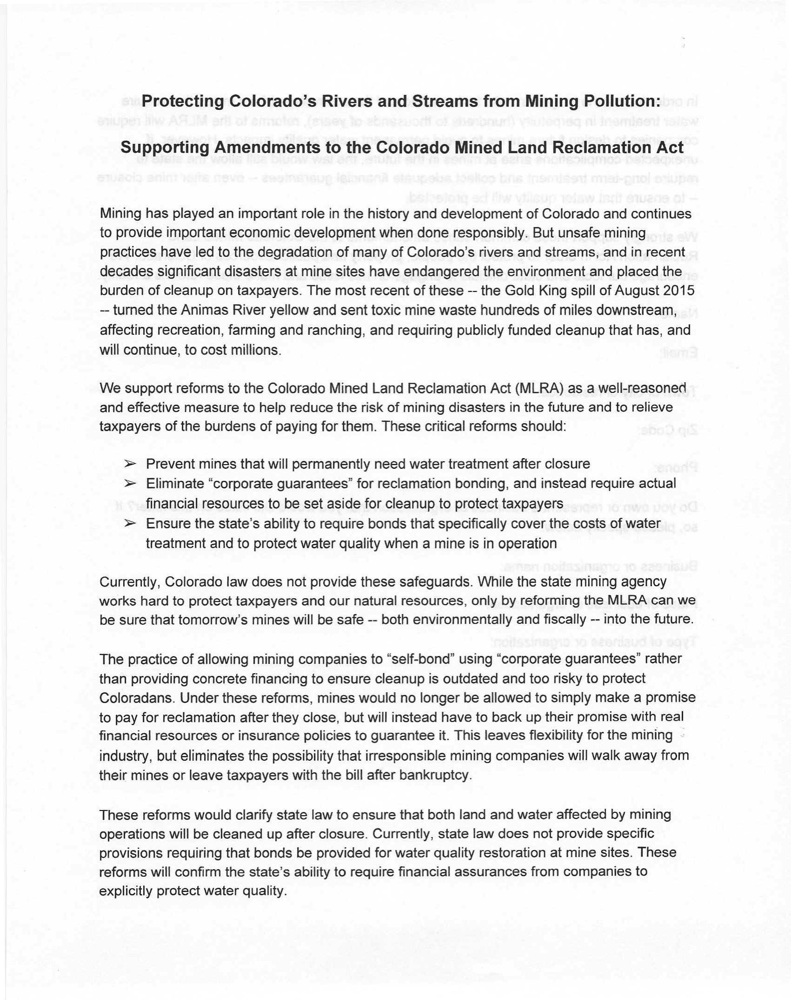 Protecting Colorado’s Rivers and Streams from Mining Pollution:
Supporting Amendments to the Colorado Mined Land Reclamation Act
Mining has played an important role in the history and development of Colorado and continues
to provide important economic development when done responsibly. But unsafe mining
practices have led to the degradation of many of Colorado’s rivers and streams, and in recent
decades significant disasters at mine sites have endangered the environment and placed the
burden of cleanup on taxpayers. The most recent of these -- the Gold King spill of August 2015
-- turned the Animas River yellow and sent toxic mine waste hundreds of miles downstream,
affecting recreation, farming and ranching, and requiring publicly funded cleanup that has, and
will continue, to cost millions.
We support reforms to the Colorado Mined Land Reclamation Act (MLRA) as a well-reasoned
and effective measure to help reduce the risk of mining disasters in the future and to relieve
taxpayers of the burdens of paying for them. These critical reforms should:
➢ Prevent mines that will permanently need water treatment after closure
➢ Eliminate “corporate guarantees” for reclamation bonding, and instead require actual
financial resources to be set aside for cleanup to protect taxpayers
➢ Ensure the state’s ability to require bonds that specifically cover the costs of water
treatment and to protect water quality when a mine is in operation
Currently, Colorado law does not provide these safeguards. While the state mining agency
works hard to protect taxpayers and our natural resources, only by reforming the MLRA can we
be sure that tomorrow’s mines will be safe -- both environmentally and fiscally -- into the future.
The practice of allowing mining companies to “self-bond” using “corporate guarantees” rather
than providing concrete financing to ensure cleanup is outdated and too risky to protect
Coloradans. Under these reforms, mines would no longer be allowed to simply make a promise
to pay for reclamation after they close, but will instead have to back up their promise with real
financial resources or insurance policies to guarantee it. This leaves flexibility for the mining
industry, but eliminates the possibility that irresponsible mining companies will walk away from
their mines or leave taxpayers with the bill after bankruptcy.
These reforms would clarify state law to ensure that both land and water affected by mining
operations will be cleaned up after closure. Currently, state law does not provide specific
provisions requiring that bonds be provided for water quality restoration at mine sites. These
reforms will confirm the state’s ability to require financial assurances from companies to
explicitly protect water quality.